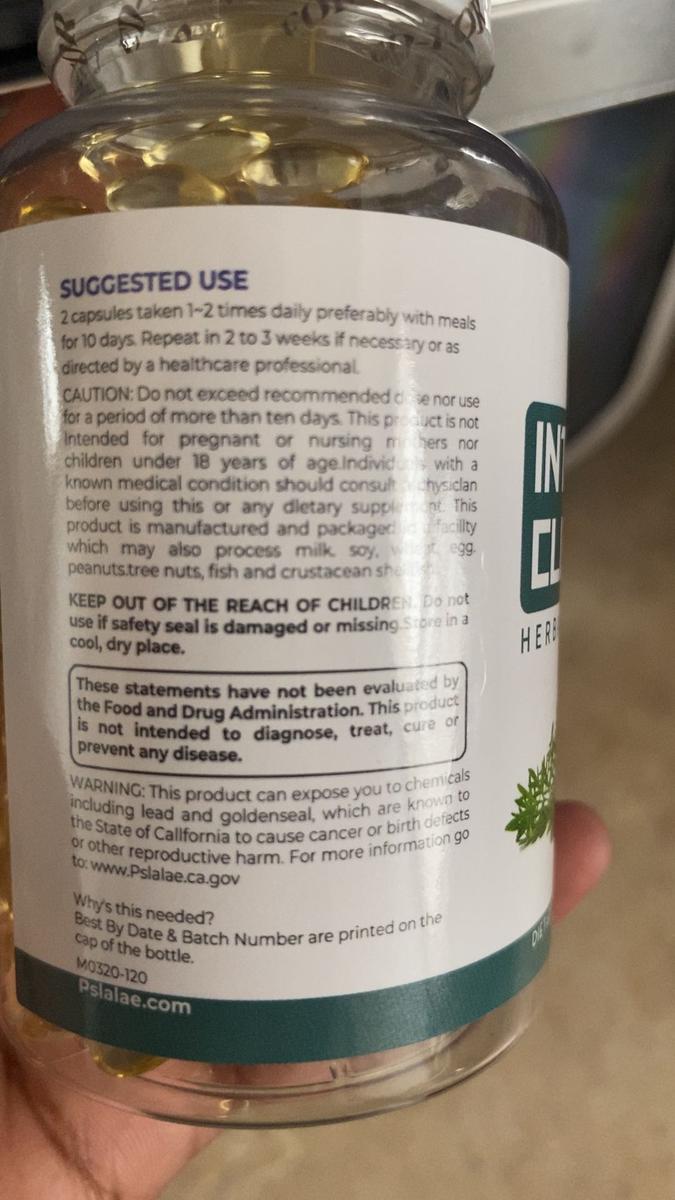 SUGGESTED USE
2 capsules taken 1~2 times daily preferably with meals
for 10 days. Repeat in 2 to 3 weeks if necessary or as
directed by a healthcare professional.
CAUTION: Do not exceed recommended dose nor use
for a period of more than ten days. This product is not
Intended for pregnant or nursing mothers nor
children under 18 years of age.Individuals with a
known medical condition should consult a physiclan
before using this or any dletary supplement. This
product is manufactured and packaged in a facility
which may also process milk, soy, wheat, egg,
peanuts.tree nuts, fish and crustacean shellfish.
KEEP OUT OF THE REACH OF CHILDREN. Do not
use if safety seal is damaged or missing.Store in a
cool, dry place.
These statements have not been evaluated by
the Food and Drug Administration. This product
is not intended to diagnose, treat, cure or
prevent any disease.
WARNING: This product can expose you to chemicals
including lead and goldenseal, which are known to
the State of CalIfornia to cause cancer or birth defects
or other reproductive harm. For more information go
to: www.Pslalae.ca.gov
Why's this needed?
Best By Date & Batch Number are printed on the
cap of the bottle.
M0320-120
Pslalae.com
INT
CL
HERB